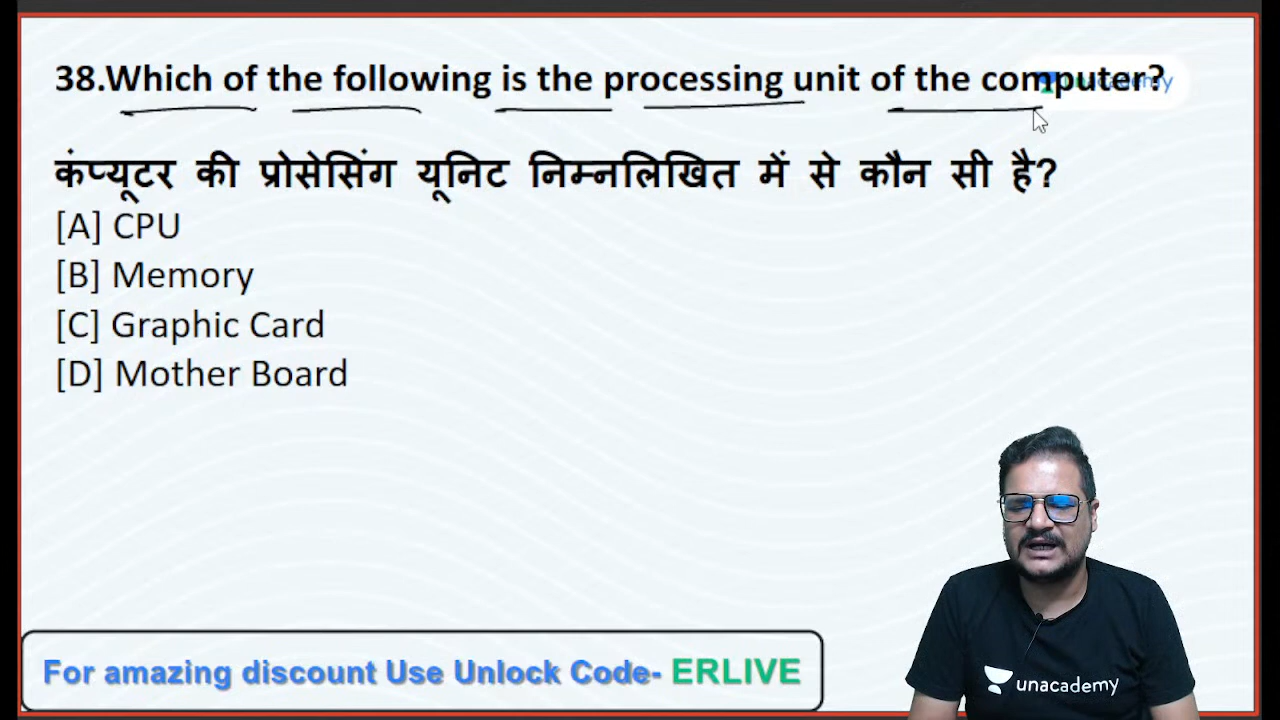 38.Which of the following is the processing unit of the computer?
कंप्यूटर की प्रोसेसिंग यूनिट निम्नलिखित में से कौन सी है?
[A] CPU
[B] Memory
[C] Graphic Card
[D] Mother Board
For amazing discount Use Unlock Code- ERLIVE
unacademy